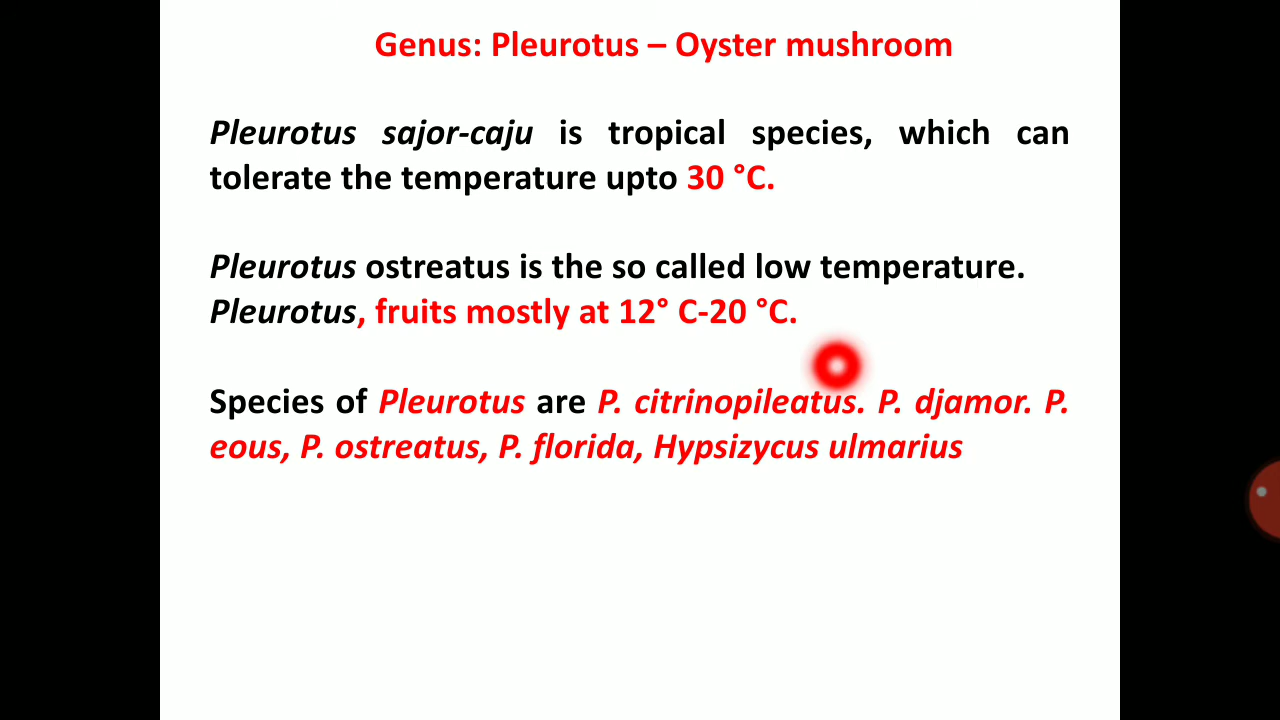 Genus: Pleurotus – Oyster mushroom
Pleurotus sajor-caju is tropical species, which can
tolerate the temperature upto 30 °C.
Pleurotus ostreatus is the so called low temperature.
Pleurotus, fruits mostly at 12° C-20 °C.
Species of Pleurotus are P. citrinopileatus. P. djamor. P.
eous, P. ostreatus, P. florida, Hypsizycus ulmarius